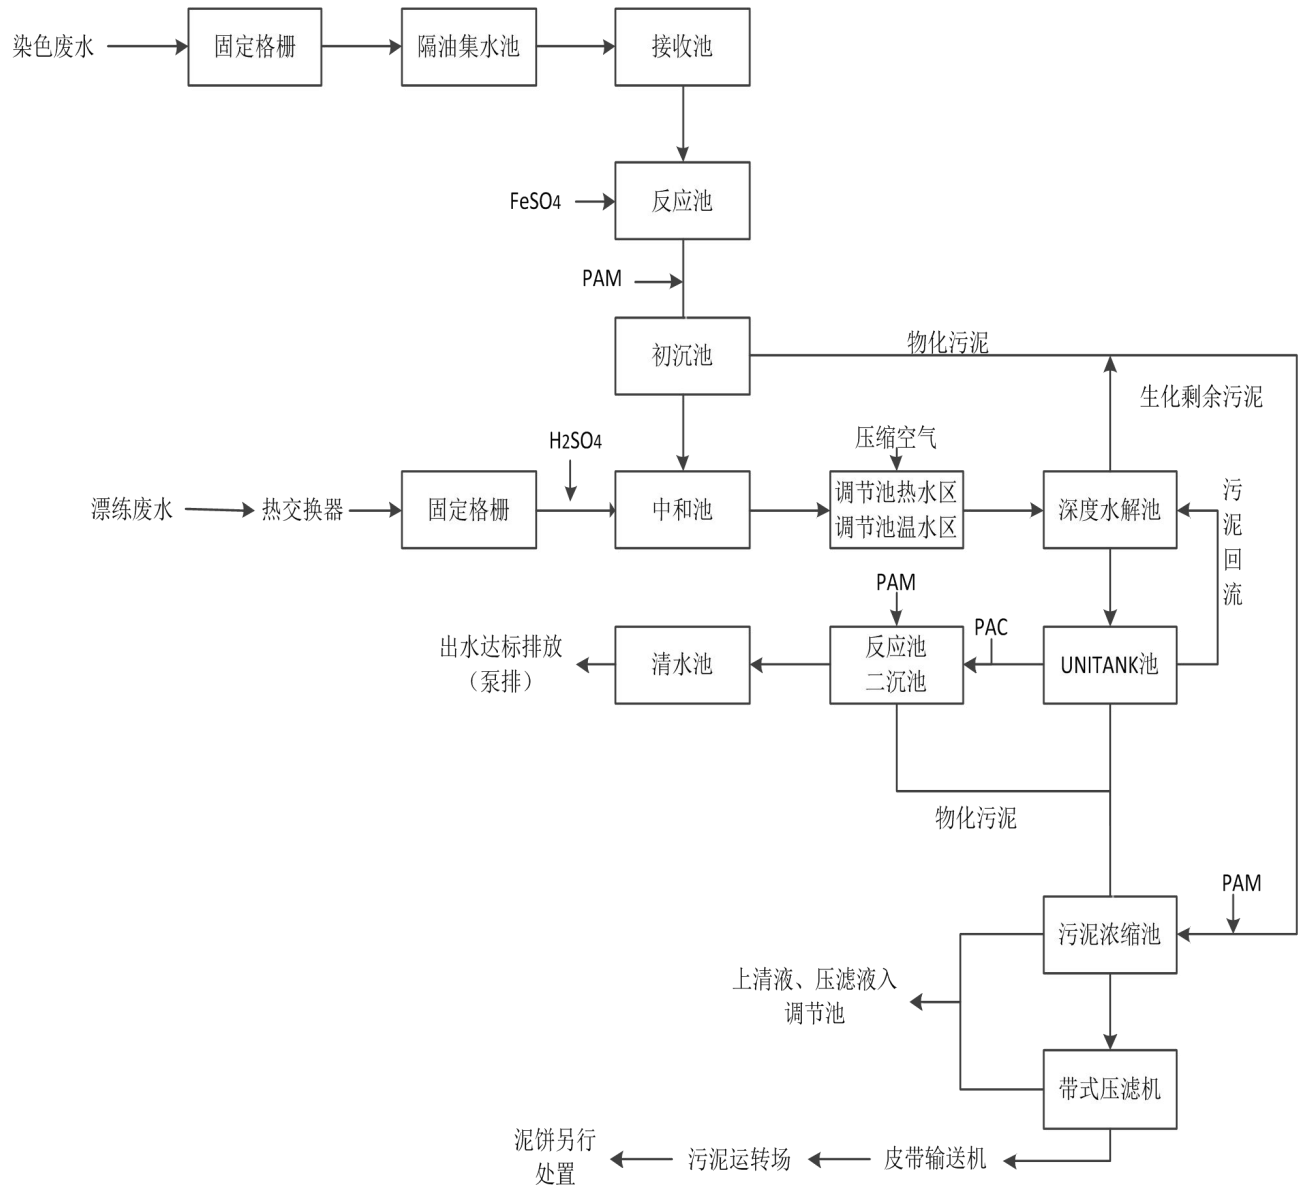 染色废水
固定格栅
隔油集水池
接收池
FeSO4
反应池
PAM
初沉池
物化污泥
生化剩余污泥
H2SO4
压缩空气
漂练废水
热交换器
固定格栅
中和池
调节池热水区
调节池温水区
深度水解池
污
泥
回
流
PAM
PAC
出水达标排放
（泵排）
清水池
反应池
二沉池
UNITANK池
物化污泥
PAM
污泥浓缩池
上清液、压滤液入
调节池
带式压滤机
泥饼另行
处置
污泥运转场
皮带输送机